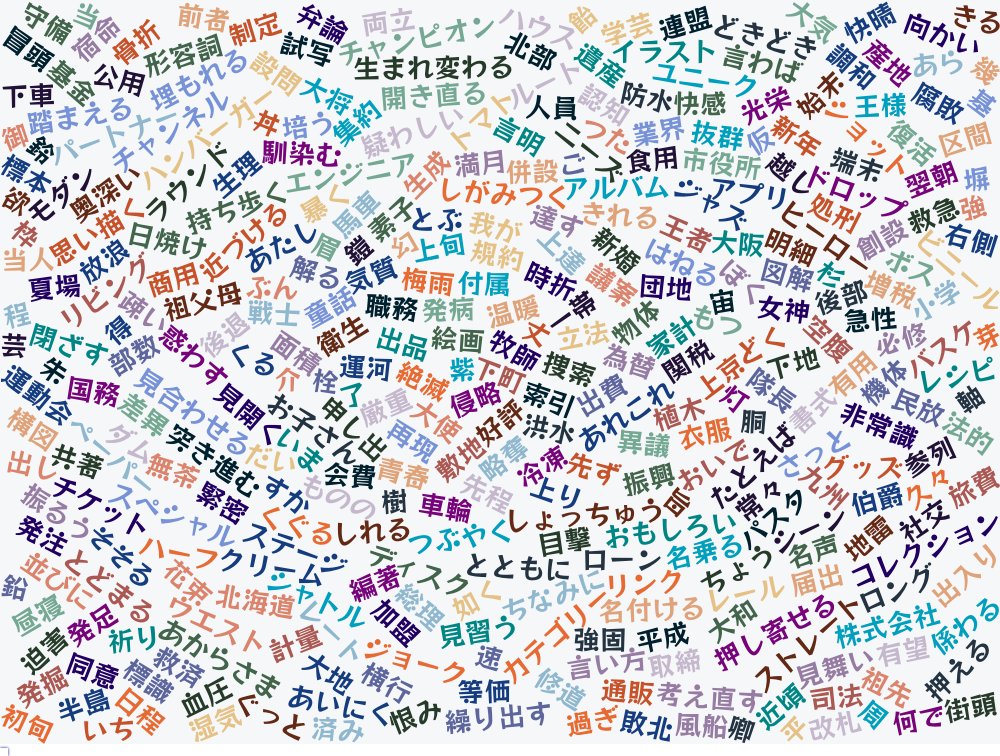 守備
当
宿命
骨折
前者
制定
弁論
両立
チャンピオン
ハウス
飴
学芸
連盟
どきどき
大気
快晴
向かい
きる
冒頭
基金
公用
形容詞
試写
生まれ変わる
北部
遺産
イラスト
ユニーク
言わば
調和
産地
あら
下車
踏まえる
埋もれる
設問
大将
開き直る
ルート
認知
防水
快感
光栄
始末
王様
腐敗
基
御
鈴
パートナー
チャンネル
ハンバーガー
丼
培う
集約
疑わしい
トマト
言明
人員
ニーズ
つた
業界
抜群
仮
新年
ショット
復活
区間
標本
欲
モダン
奥深い
ラウンド
生理
馴染む
エンジニア
生成
満月
併設
ご
食用
市役所
越し
端末
ドロップ
翌朝
塀
枠
当人
思い描く
日焼け
持ち歩く
暴く
馬車
素子
とぶ
しがみつく
アルバム
ジャズ
アプリ
ヒーロー
処刑
創設
救急
強
右側
放浪
商用
近づける
あたし
眉
鎧
幻
上旬
我が
規約
達す
上達
きれる
新婚
王者
大阪
明細
ボス
ビニール
夏場
リビング
祖父母
ぶん
解る
気質
梅雨
付属
時折
議案
はねる
団地
ぼく
図解
杉
増税
小学
程
疎い
戦士
童話
職務
発病
温暖
帯
物体
宙
女神
後部
急性
芸
閉ざす
得
部数
惑わす
後退
面積
衛生
出品
絵画
牧師
丈
立法
家計
もつ
空腹
必修
バスケ
芽
朱
国務
くる
介
栓
運河
了
絶滅
紫
下町
捜索
為替
関税
上京
どく
下地
有用
機体
レシピ
運動会
差異
見合わせる
見開く
お子さん
申し出
厳重
大使
侵略
索引
出費
あれこれ
灯
隊長
民放
軸
構図
ペーパー
ダム
突き進む
だい
いま
再現
敷地
好評
洪水
植木
衣服
胴
書式
非常識
法的
出し
共著
無茶
会費
青春
略奪
冷凍
異議
おいで
たとえば
さっと
グッズ
参列
振るう
チケット
スペシャル
緊密
すか
ものの
樹
車輪
先程
上り
先ず
振興
旨
堂々
九州
伯爵
久々
旅費
発注
そそる
ハーフ
ステージ
くぐる
しれる
つぶやく
しょっちゅう
目撃
おもしろい
パスタ
シーン
地雷
社交
コレクション
並びに
とどまる
花束
クリーム
ディスク
とともに
ローン
名乗る
ちょう
名声
鉛
昼寝
発足
ウエスト
北海道
シャトル
編著
総理
如く
ちなみに
リンク
カテゴリー
名付ける
レール
届出
ロング
出入り
迫害
祈り
あからさま
計量
ヒート
加盟
見習う
強固
平成
大和
押し寄せる
ストレート
株式会社
係わる
発掘
同意
救済
標識
血圧
大地
ジョーク
横行
速
等価
言い方
取締
見舞い
有望
押える
初旬
半島
日程
いち
湿気
ぐっと
あいにく
済み
恨み
繰り出す
修道
通販
過ぎ
敗北
考え直す
風船
卿
近頃
平
司法
改札
祖先
周
何で
街頭